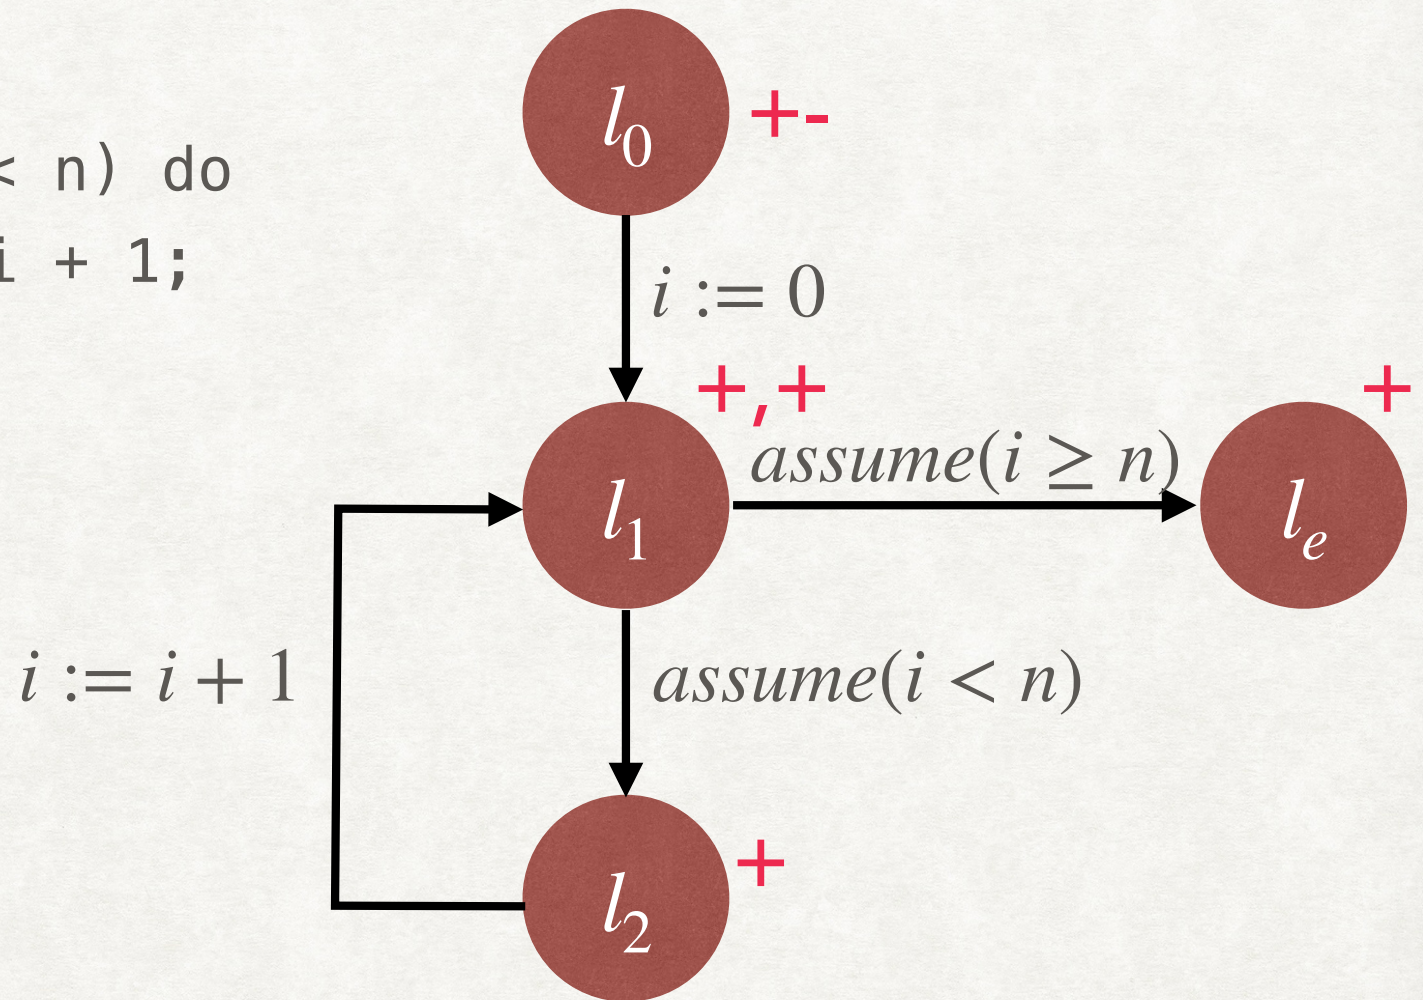 l₀ +-
< n) do
i + 1;
i := 0
+,+
+
assume(i ≥ n)
l₁
lₑ
i := i + 1
assume(i < n)
+
l₂